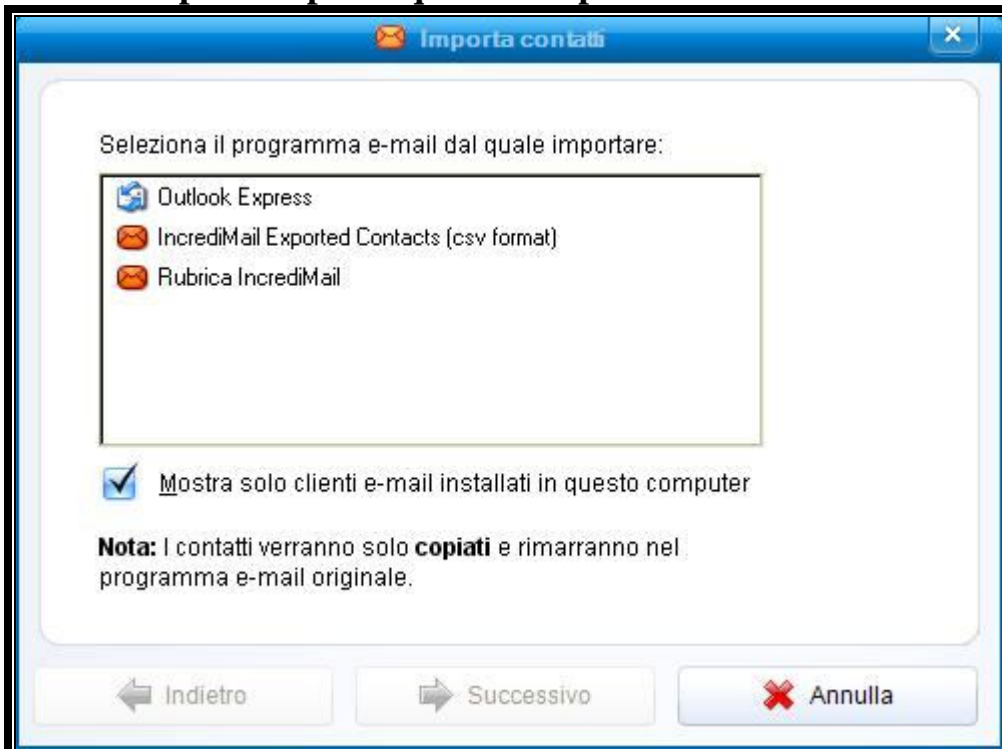 Importa contatti
Seleziona il programma e-mail dal quale importare:
Outlook Express
IncrediMail Exported Contacts (csv format)
Rubrica IncrediMail
Mostra solo clienti e-mail installati in questo computer
Nota: I contatti verranno solo copiati e rimarranno nel
programma e-mail originale.
Indietro
Successivo
Annulla